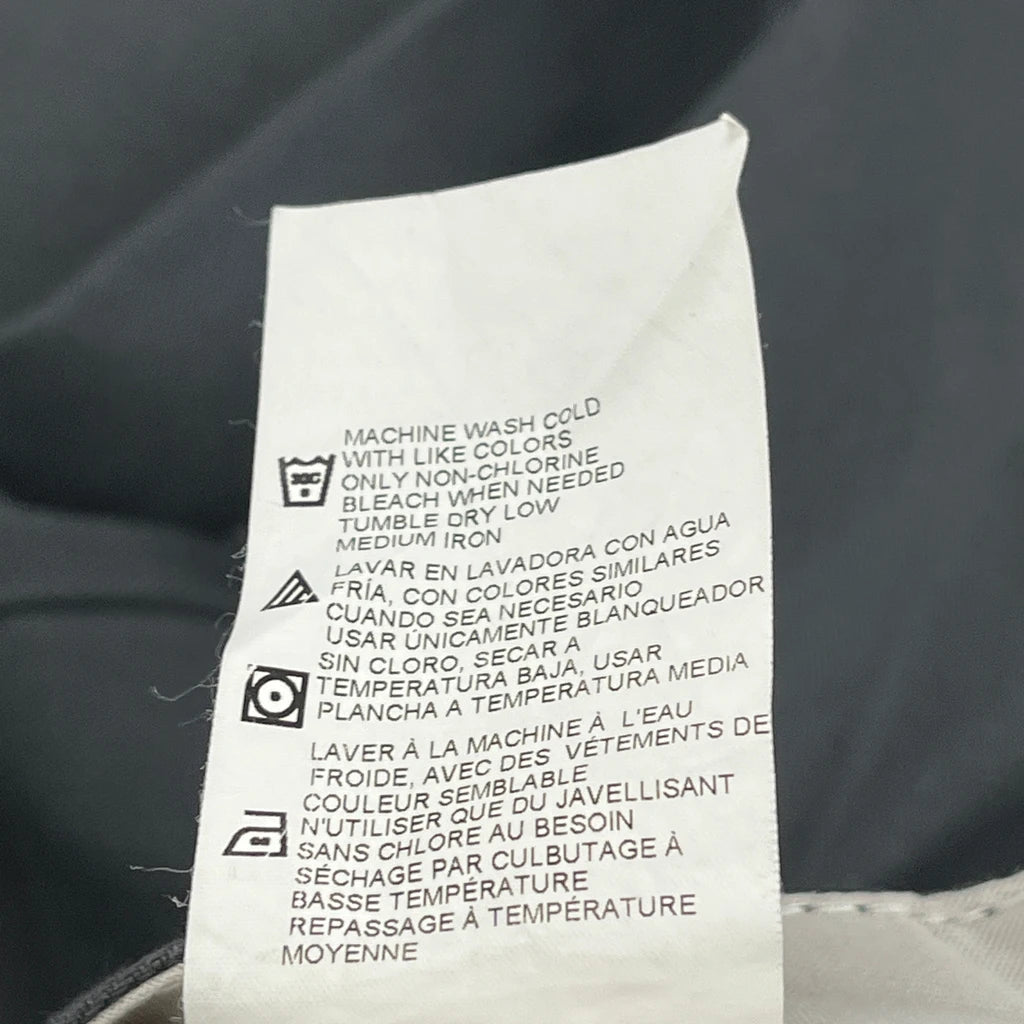 MACHINE WASH COLD
WITH LIKE COLORS
ONLY NON-CHLORINE
BLEACH WHEN NEEDED
TUMBLE DRY LOW
MEDIUM IRON
30C
LAVAR EN LAVADORA CON AGUA
FRÍA, CON COLORES SIMILARES
CUANDO SEA NECESARIO
USAR ÚNICAMENTE BLANQUEADOR
SIN CLORO, SECAR A
TEMPERATURA BAJA, USAR
PLANCHA A TEMPERATURA MEDIA
LAVER À LA MACHINE À L'EAU
FROIDE, AVEC DES VÉTEMENTS DE
COULEUR SEMBLABLE
N'UTILISER QUE DU JAVELLISANT
SANS CHLORE AU BESOIN
SÉCHAGE PAR CULBUTAGE À
BASSE TEMPÉRATURE
REPASSAGE À TEMPÉRATURE
MOYENNE